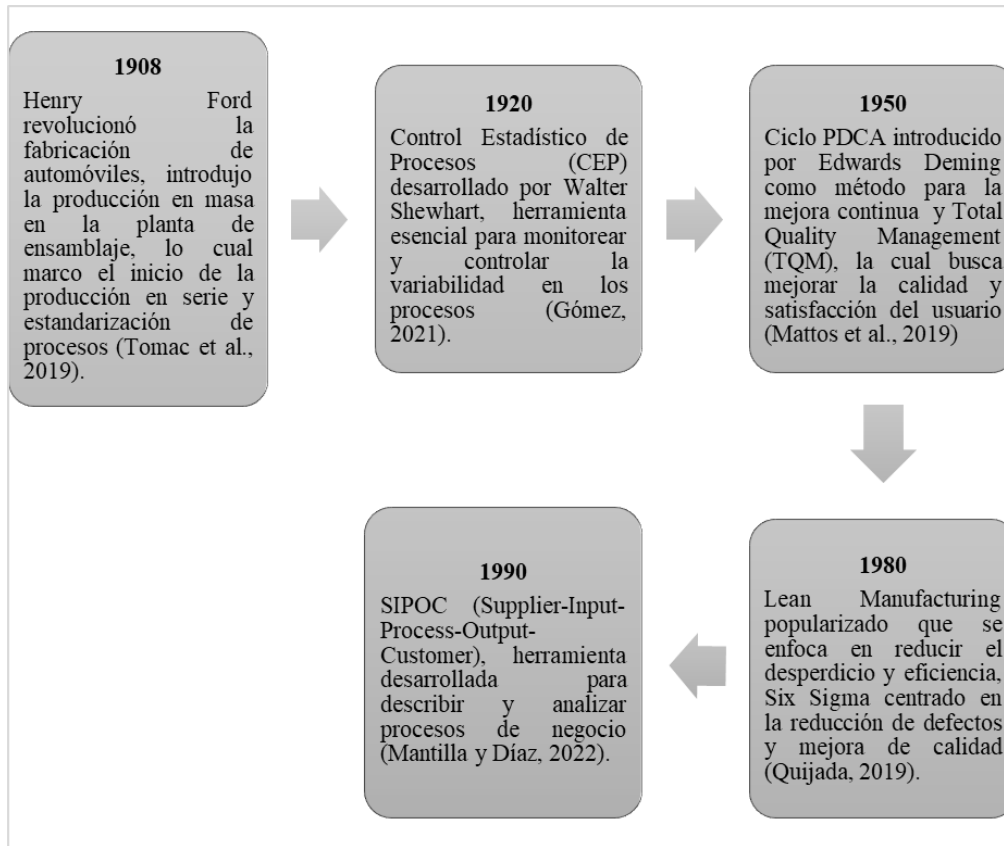 1908
Henry Ford
revolucionó la
fabricación de
automóviles, introdujo
la producción en masa
en la planta de
ensamblaje, lo cual
marco el inicio de la
producción en serie y
estandarización de
procesos (Tomac et al.,
2019).
1920
Control Estadístico de
Procesos (CEP)
desarrollado por Walter
Shewhart, herramienta
esencial para monitorear
y controlar la
variabilidad en los
procesos (Gómez,
2021).
1950
Ciclo PDCA introducido
por Edwards Deming
como método para la
mejora continua y Total
Quality Management
(TQM), la cual busca
mejorar la calidad y
satisfacción del usuario
(Mattos et al., 2019)
1980
Lean Manufacturing
popularizado que se
enfoca en reducir el
desperdicio y eficiencia,
Six Sigma centrado en
la reducción de defectos
y mejora de calidad
(Quijada, 2019).
1990
SIPOC (Supplier-Input-
Process-Output-
Customer), herramienta
desarrollada para
describir y analizar
procesos de negocio
(Mantilla y Díaz, 2022).